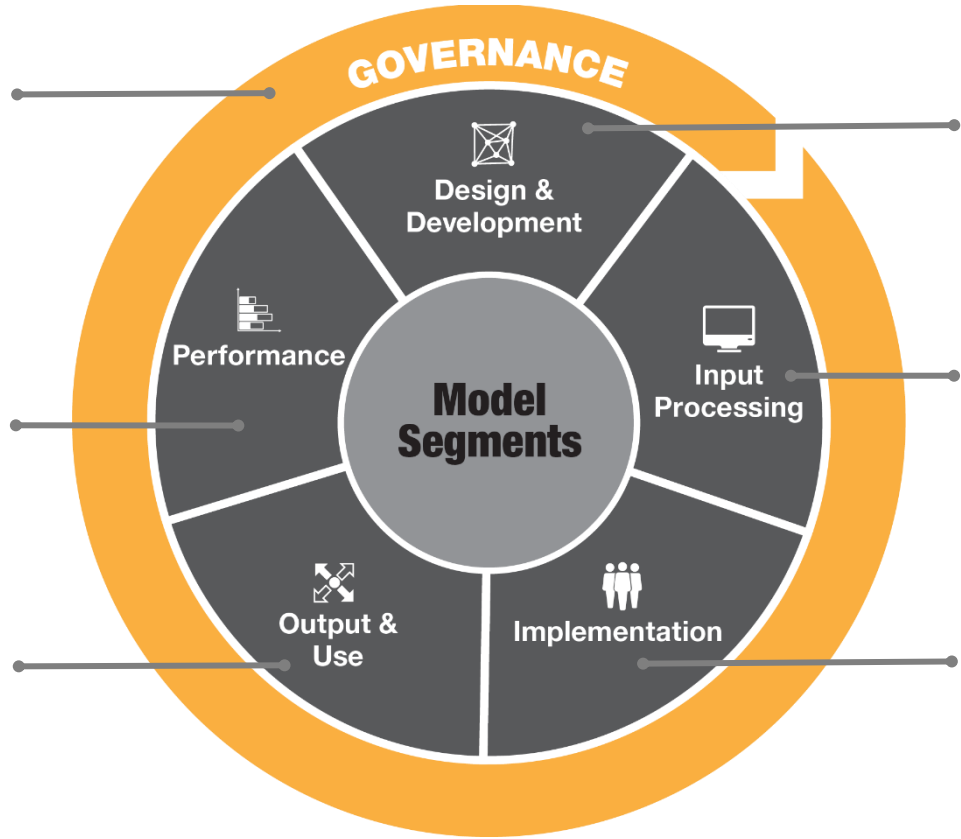 GOVERNANCE
Design &
Development
Performance
Input
Processing
Model
Segments
Output &
Use
Implementation